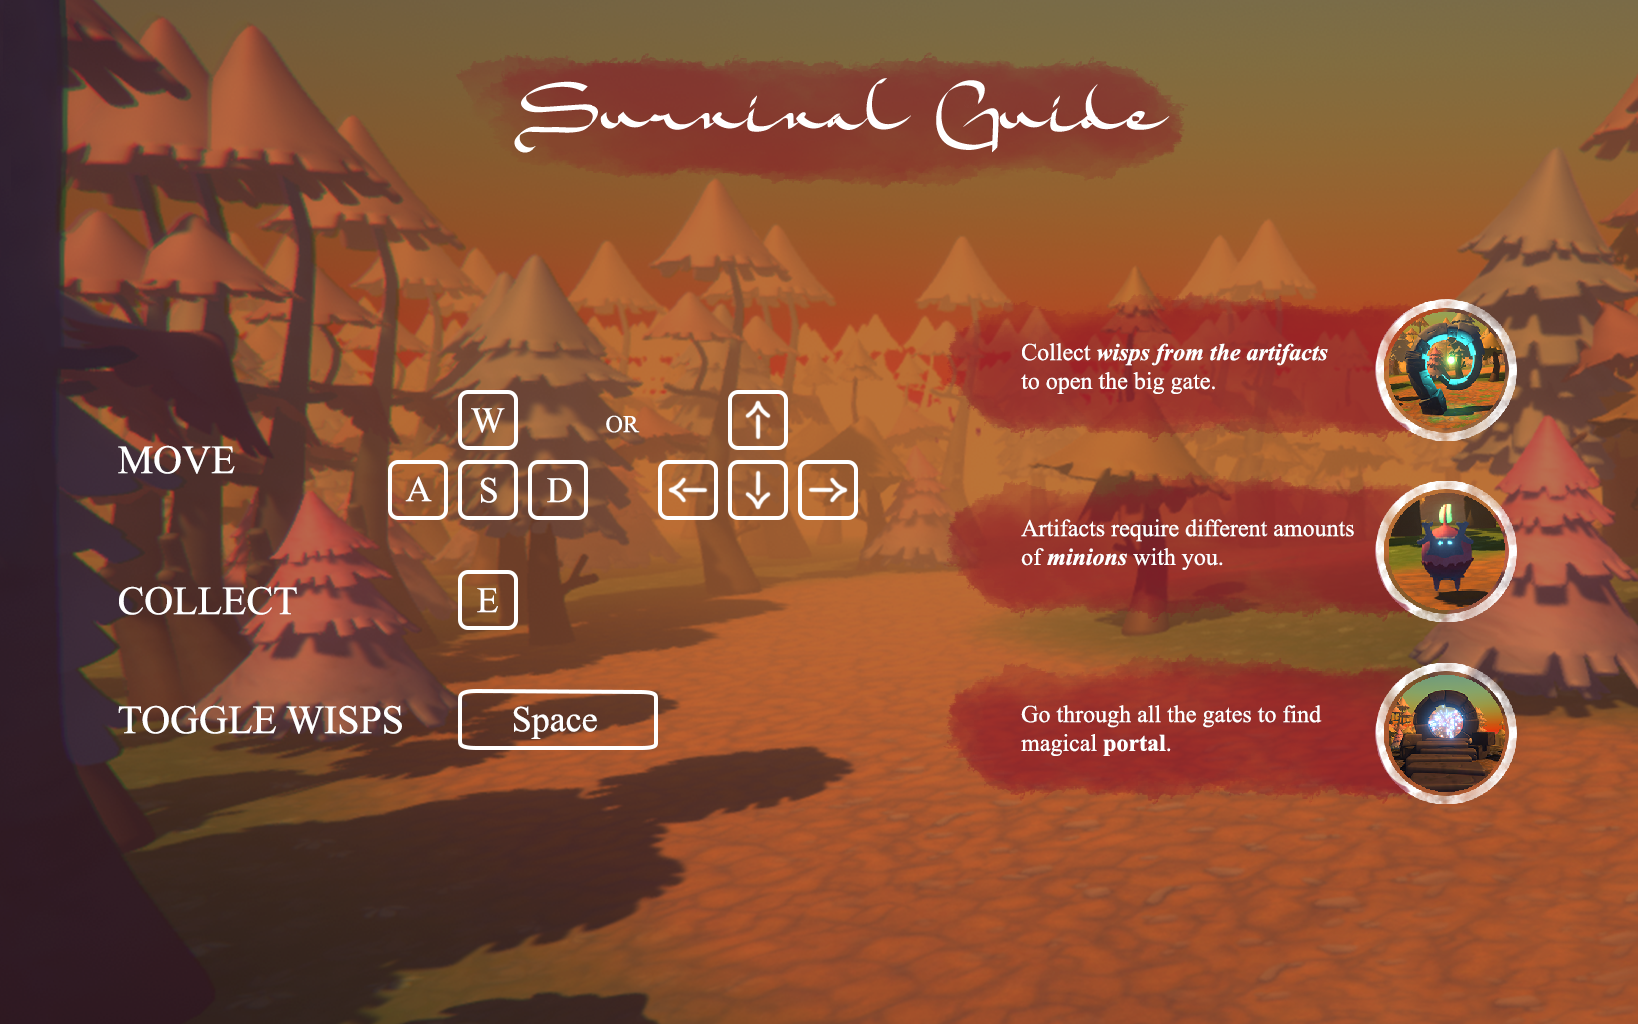 Survival Guide
MOVE
W
OR
↑
A S D
← ↓ →
COLLECT
E
TOGGLE WISPS
Space
Collect wisps from the artifacts
to open the big gate.
Artifacts require different amounts
of minions with you.
Go through all the gates to find
magical portal.